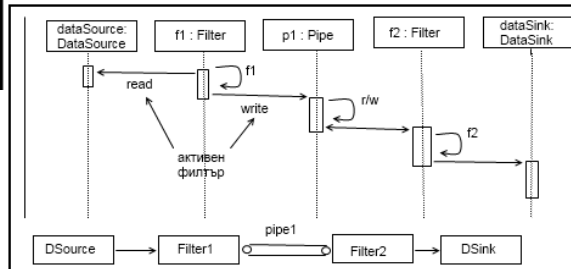 dataSource:
DataSource
f1 : Filter
p1 : Pipe
f2 : Filter
dataSink:
DataSink
f1
read
write
r/w
f2
активен
филтър
pipe1
DSource
Filter1
Filter2
DSink